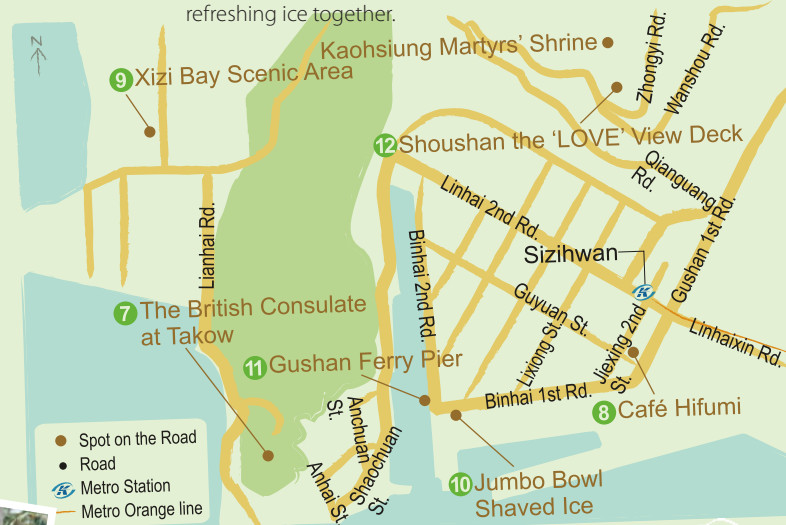 refreshing ice together.
N
Kaohsiung Martyrs’ Shrine
Zhongyi Rd.
Wanshou Rd.
9 Xizi Bay Scenic Area
12 Shoushan the ‘LOVE’ View Deck
Qianguang
Rd.
Linhai 2nd Rd.
Lianhai Rd.
Binhai 2nd Rd.
Sizihwan
Gushan 1st Rd.
7 The British Consulate
at Takow
Guyuan St.
Jiexing 2nd
St.
Linhaixin Rd.
Lixiong St.
11 Gushan Ferry Pier
Binhai 1st Rd.
8 Café Hifumi
Anchuan
St.
Shaochuan
St.
Anhai St.
10 Jumbo Bowl
Shaved Ice
Spot on the Road
Road
Metro Station
Metro Orange line